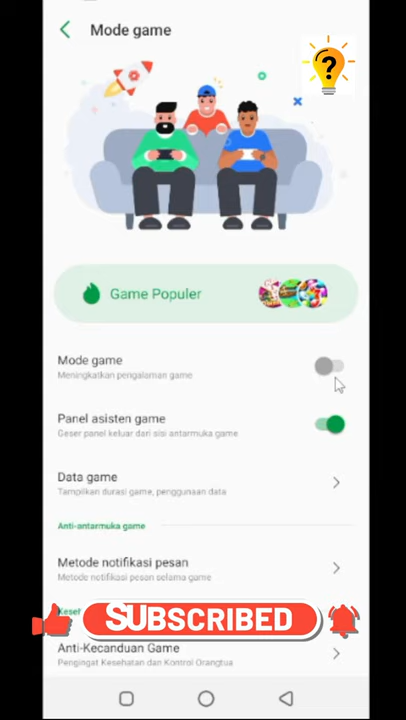 Mode game
?
Game Populer
Mode game
Meningkatkan pengalaman game
Panel asisten game
Geser panel keluar dari sisi antarmuka game
Data game
Tampilkan durasi game, penggunaan data
Anti-antarmuka game
Metode notifikasi pesan
Metode notifikasi pesan selama game
SUBSCRIBED
Anti-Kecanduan Game
Pengingat Kesehatan dan Kontrol Orangtua